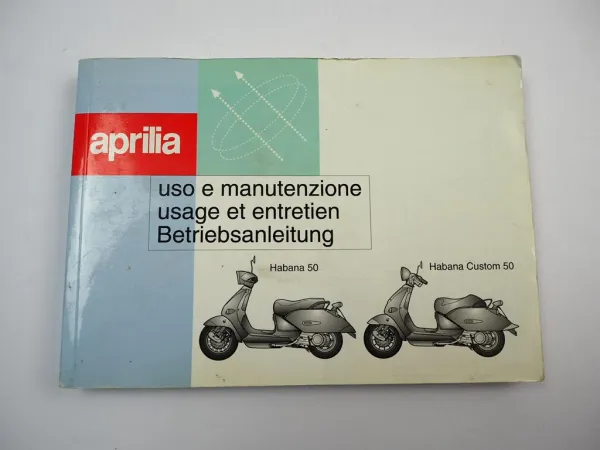 aprilia
uso e manutenzione
usage et entretien
Betriebsanleitung
Habana 50
Habana Custom 50